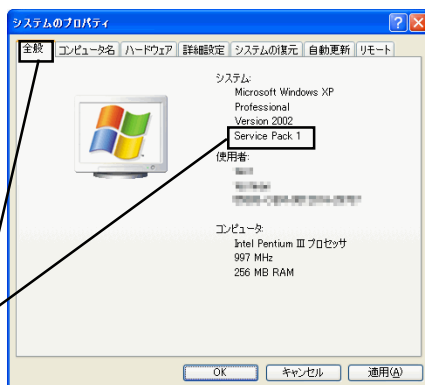 システムのプロパティ
全般 コンピュータ名 ハードウェア 詳細設定 システムの復元 自動更新 リモート
システム:
Microsoft Windows XP
Professional
Version 2002
Service Pack 1
使用者:
コンピュータ:
Intel Pentium III プロセッサ
997 MHz
256 MB RAM
OK キャンセル 適用(A)